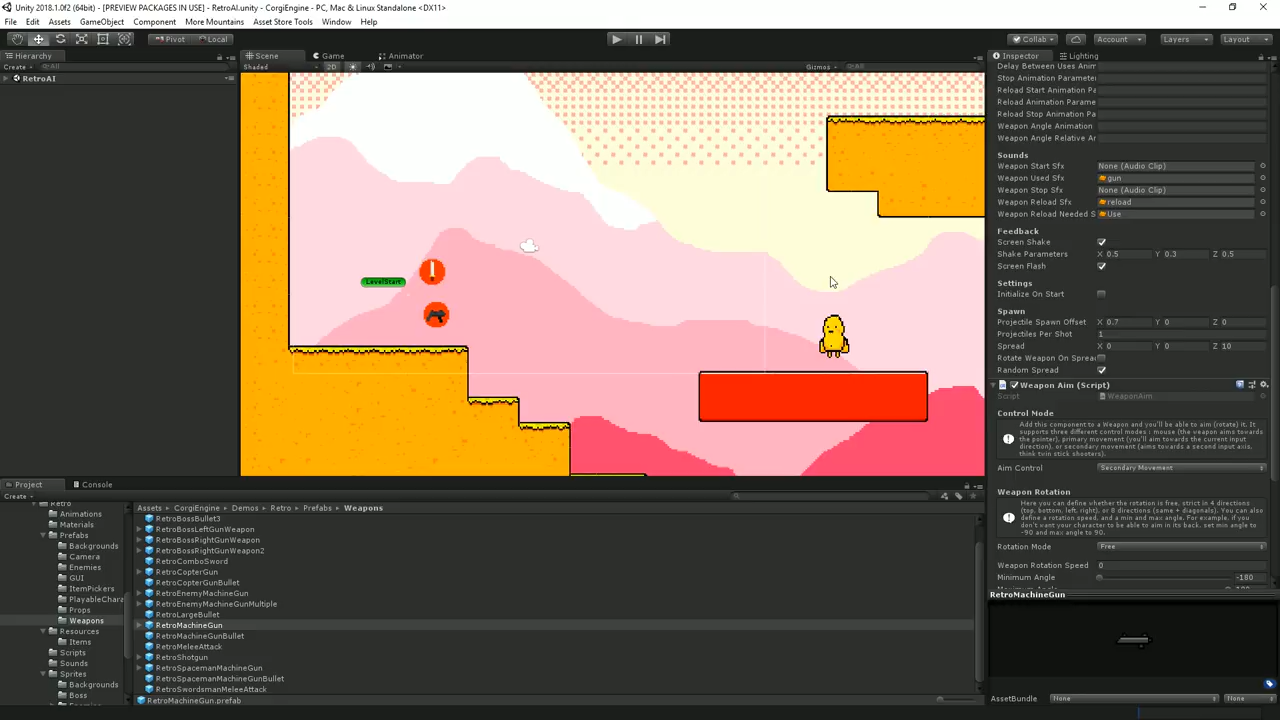 Unity 2018.1.0f2 (64bit) - [PREVIEW PACKAGES IN USE] - RetroAI.unity - CorgiEngine - PC, Mac & Linux Standalone <DX11>
File Edit Assets GameObject Component More Mountains Asset Store Tools Window Help
Pivot Local Collab Account Layers Layout
Hierarchy Scene Game Animator Inspector Lighting
Create All Shaded 2D Gizmos All
RetroAI
LevelStart
Delay Between Uses Anim
Stop Animation Paramete
Reload Start Animation Pa
Reload Animation Parame
Reload Stop Animation Pa
Weapon Angle Animation
Weapon Angle Relative Ar
Sounds
Weapon Start Sfx None (Audio Clip)
Weapon Used Sfx gun
Weapon Stop Sfx None (Audio Clip)
Weapon Reload Sfx reload
Weapon Reload Needed S Use
Feedback
Screen Shake
Shake Parameters X 0.5 Y 0.3 Z 0.5
Screen Flash
Settings
Initialize On Start
Spawn
Projectile Spawn Offset X 0.7 Y 0 Z 0
Projectiles Per Shot 1
Spread X 0 Y 0 Z 10
Rotate Weapon On Sprea
Random Spread
Weapon Aim (Script)
Script WeaponAim
Control Mode
Add this component to a Weapon and you'll be able to aim (rotate) it. It
supports three different control modes : mouse (the weapon aims towards
the pointer), primary movement (you'll aim towards the current input
direction), or secondary movement (aims towards a second input axis,
think twin stick shooters).
Aim Control Secondary Movement
Weapon Rotation
Here you can define whether the rotation is free, strict in 4 directions
(top, bottom, left, right), or 8 directions (same + diagonals). You can also
define a rotation speed, and a min and max angle. For example, if you
don't want your character to be able to aim in its back, set min angle to
-90 and max angle to 90.
Rotation Mode Free
Weapon Rotation Speed 0
Minimum Angle -180
RetroMachineGun
AssetBundle None None
Project Console
Create
Assets CorgiEngine Demos Retro Prefabs Weapons
Retro
Animations
Materials
Prefabs
Backgrounds
Camera
Enemies
GUI
ItemPickers
PlayableChara
Props
Weapons
Resources
Items
Scripts
Sounds
Sprites
Backgrounds
Boss
RetroBossBullet3
RetroBossLeftGunWeapon
RetroBossRightGunWeapon
RetroBossRightGunWeapon2
RetroComboSword
RetroCopterGun
RetroCopterGunBullet
RetroEnemyMachineGun
RetroEnemyMachineGunMultiple
RetroLargeBullet
RetroMachineGun
RetroMachineGunBullet
RetroMeleeAttack
RetroShotgun
RetroSpacemanMachineGun
RetroSpacemanMachineGunBullet
RetroSwordsmanMeleeAttack
RetroMachineGun.prefab